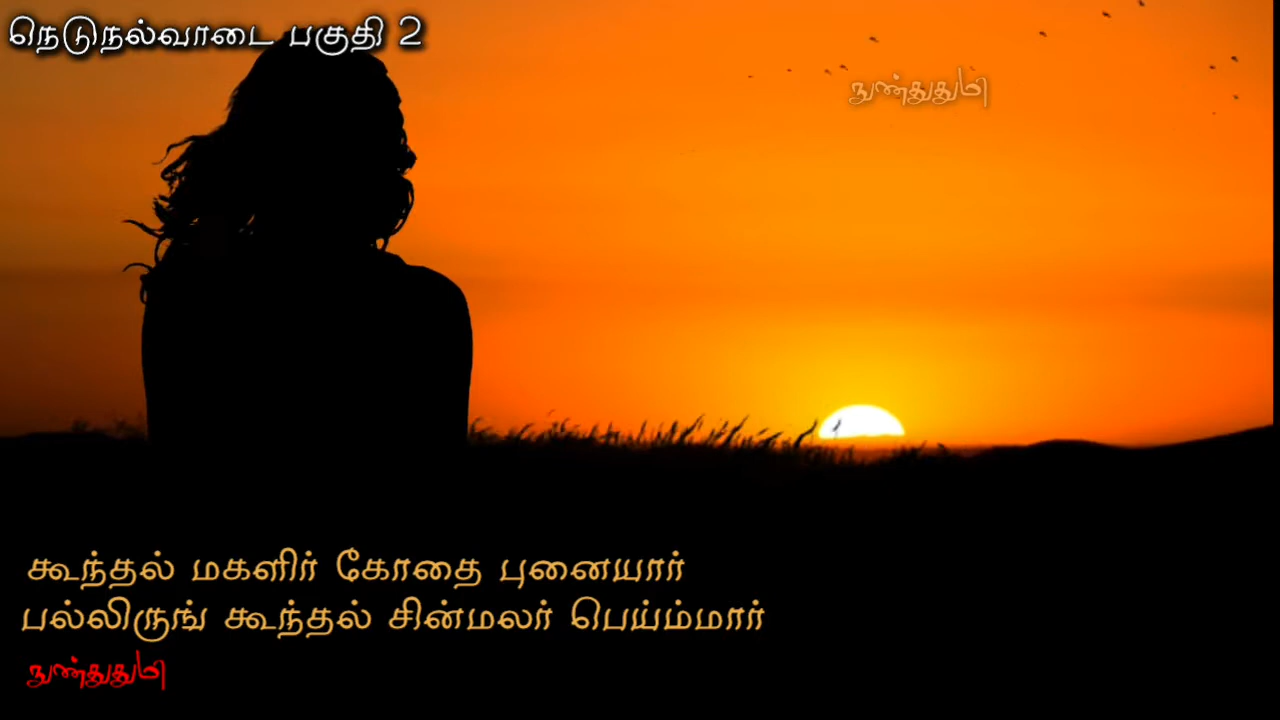 நெடுநல்வாடை பகுதி 2
நுண்துதுமி
கூந்தல் மகளிர் கோதை புனையார்
பல்லிருங் கூந்தல் சின்மலர் பெய்ம்மார்
நுண்துதுமி